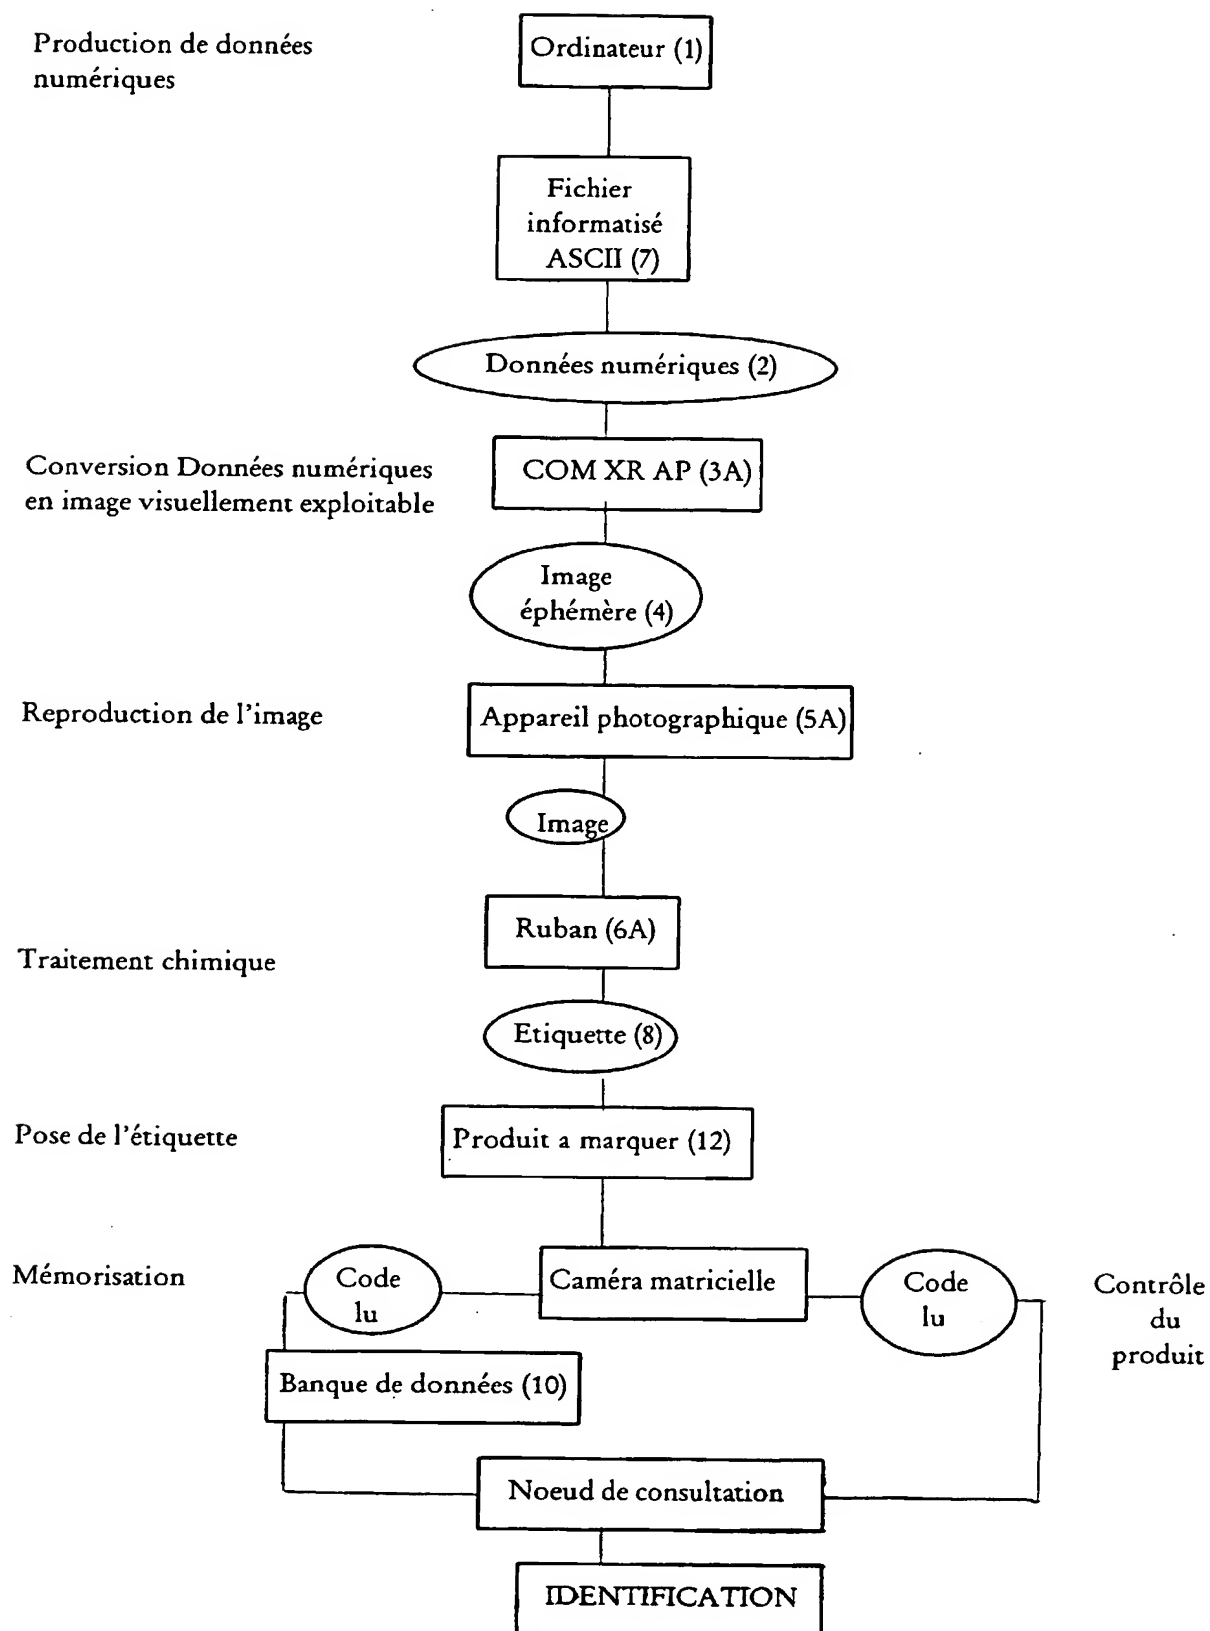 Production de données
numériques
Ordinateur (1)
Fichier
informatisé
ASCII (7)
Données numériques (2)
Conversion Données numériques
en image visuellement exploitable
COM XR AP (3A)
Image
éphémère (4)
Reproduction de l'image
Appareil photographique (5A)
Image
Ruban (6A)
Traitement chimique
Etiquette (8)
Pose de l'étiquette
Produit a marquer (12)
Mémorisation
Code
lu
Caméra matricielle
Code
lu
Contrôle
du
produit
Banque de données (10)
Noeud de consultation
IDENTIFICATION